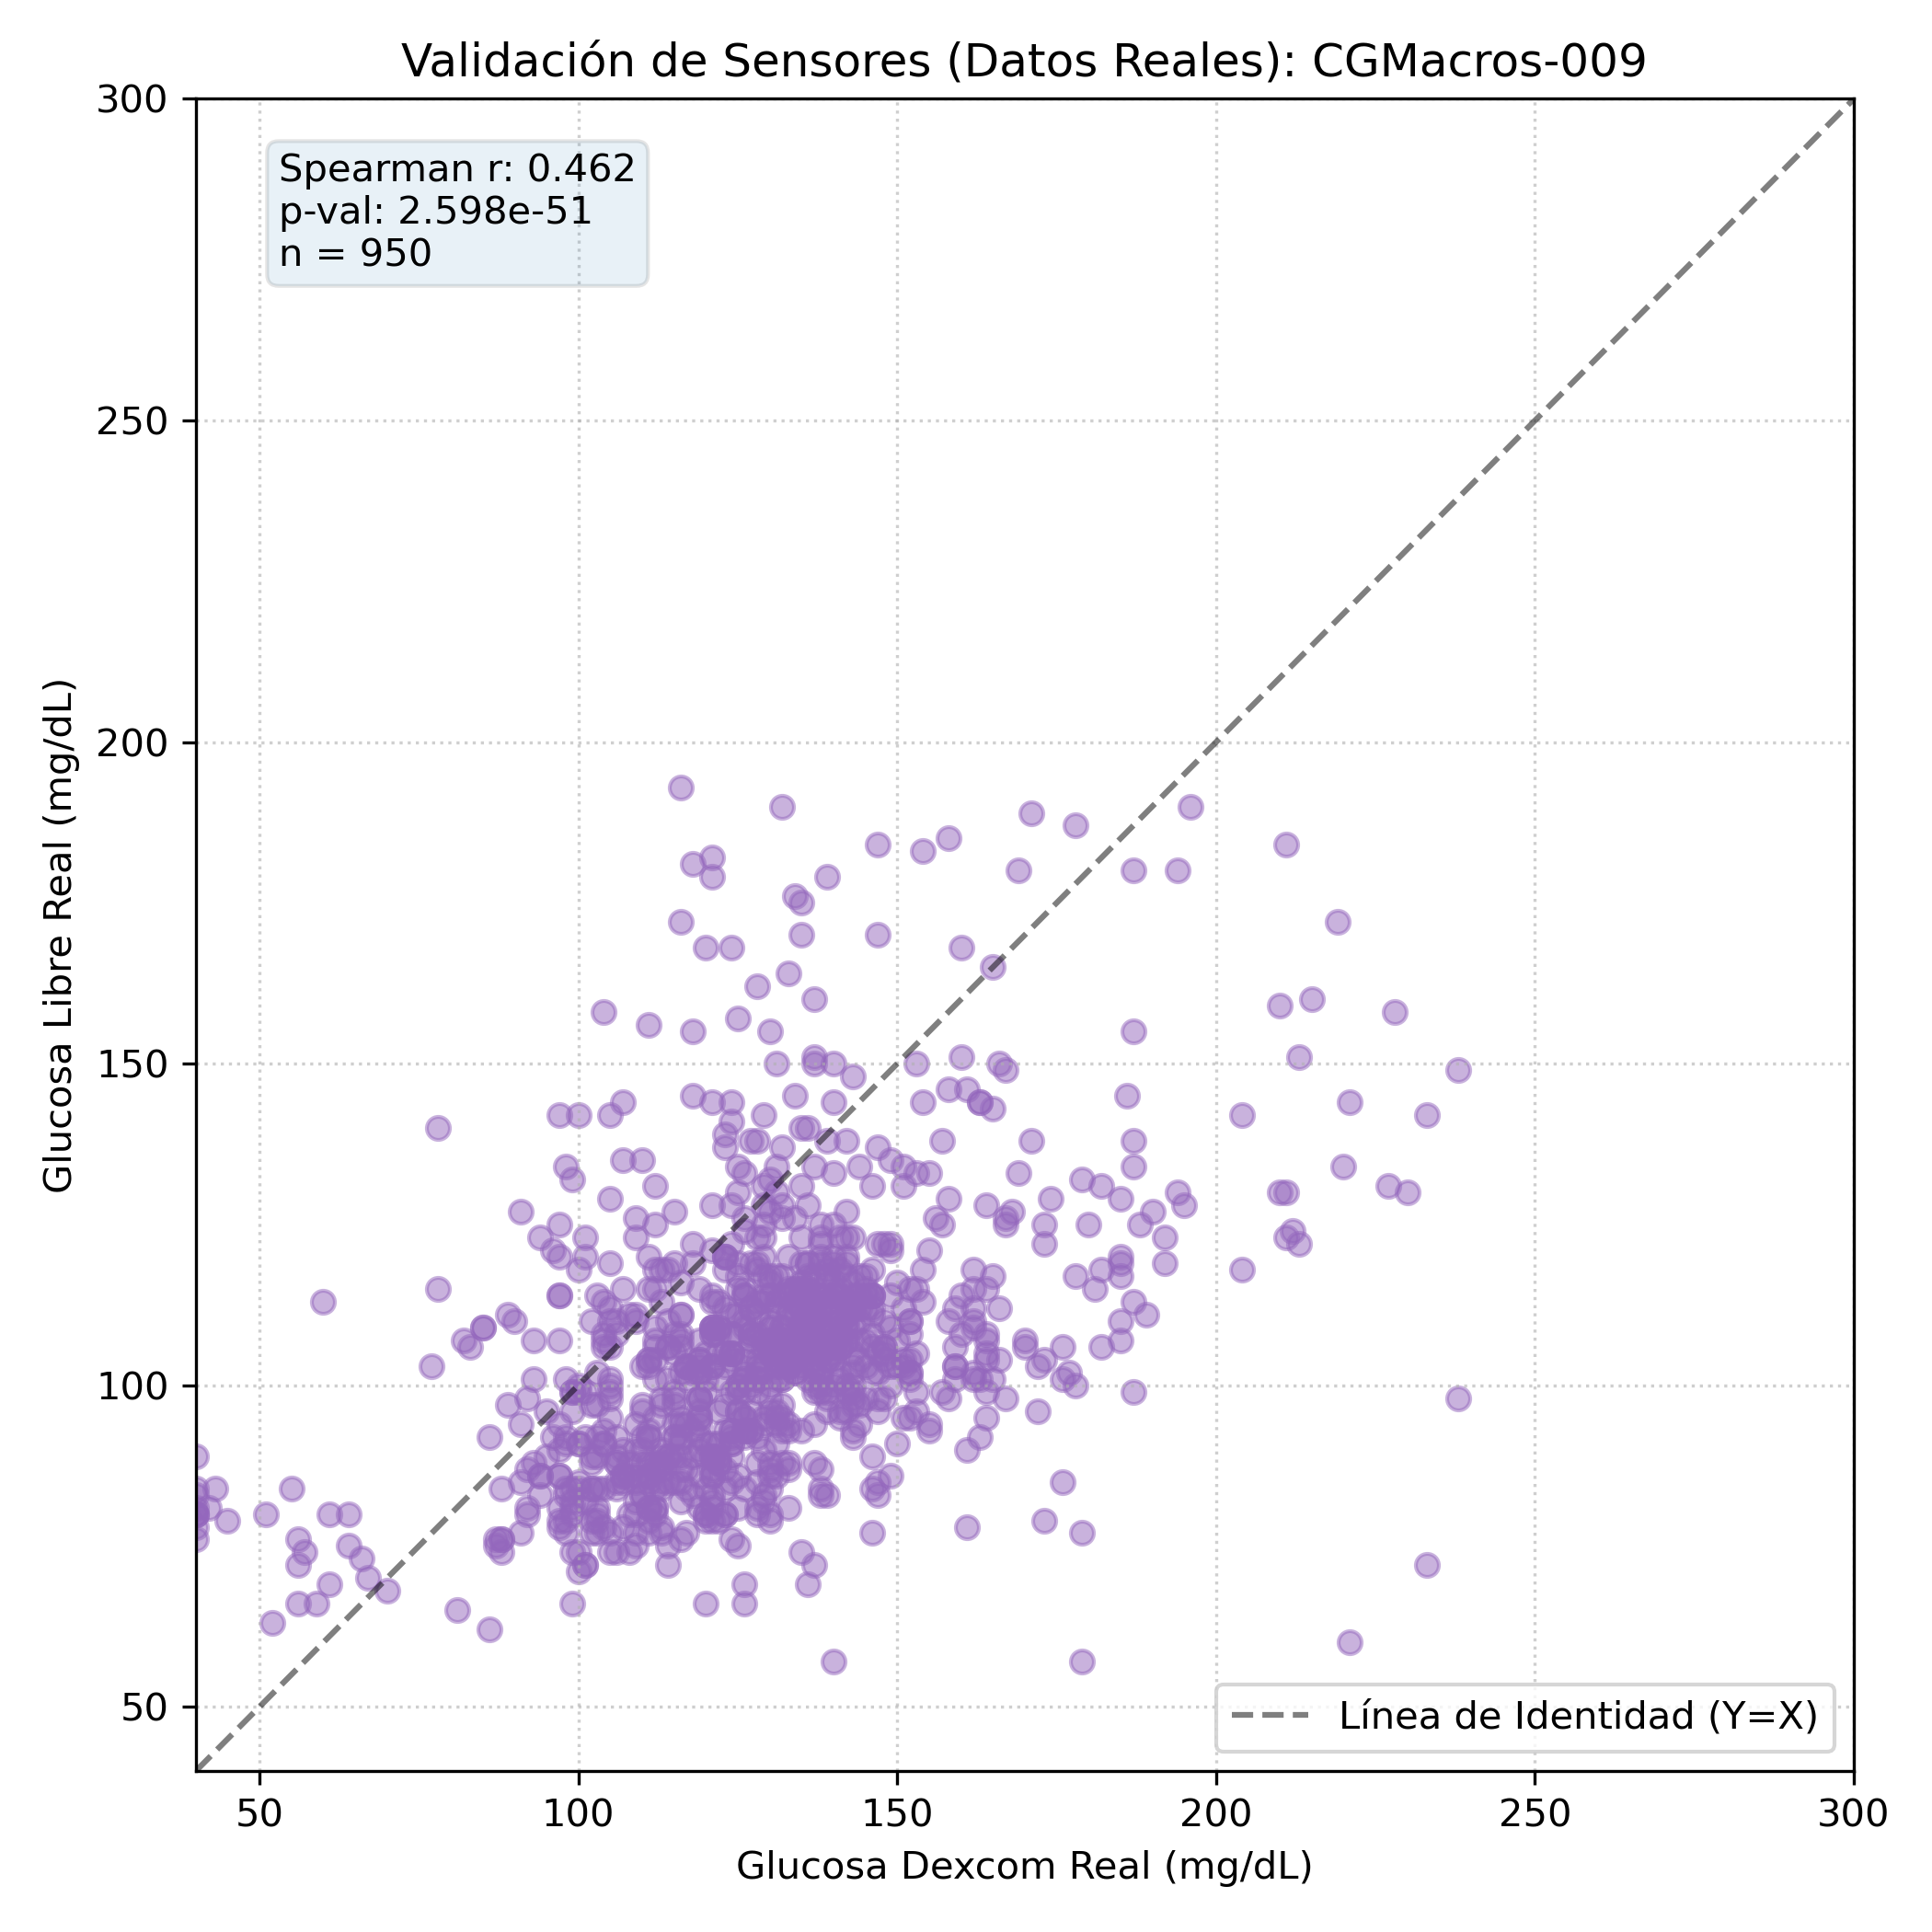 Validación de Sensores (Datos Reales): CGMacros-009
300
250
200
150
100
50
Glucosa Libre Real (mg/dL)
Spearman r: 0.462
p-val: 2.598e-51
n = 950
Línea de Identidad (Y=X)
50 100 150 200 250 300
Glucosa Dexcom Real (mg/dL)